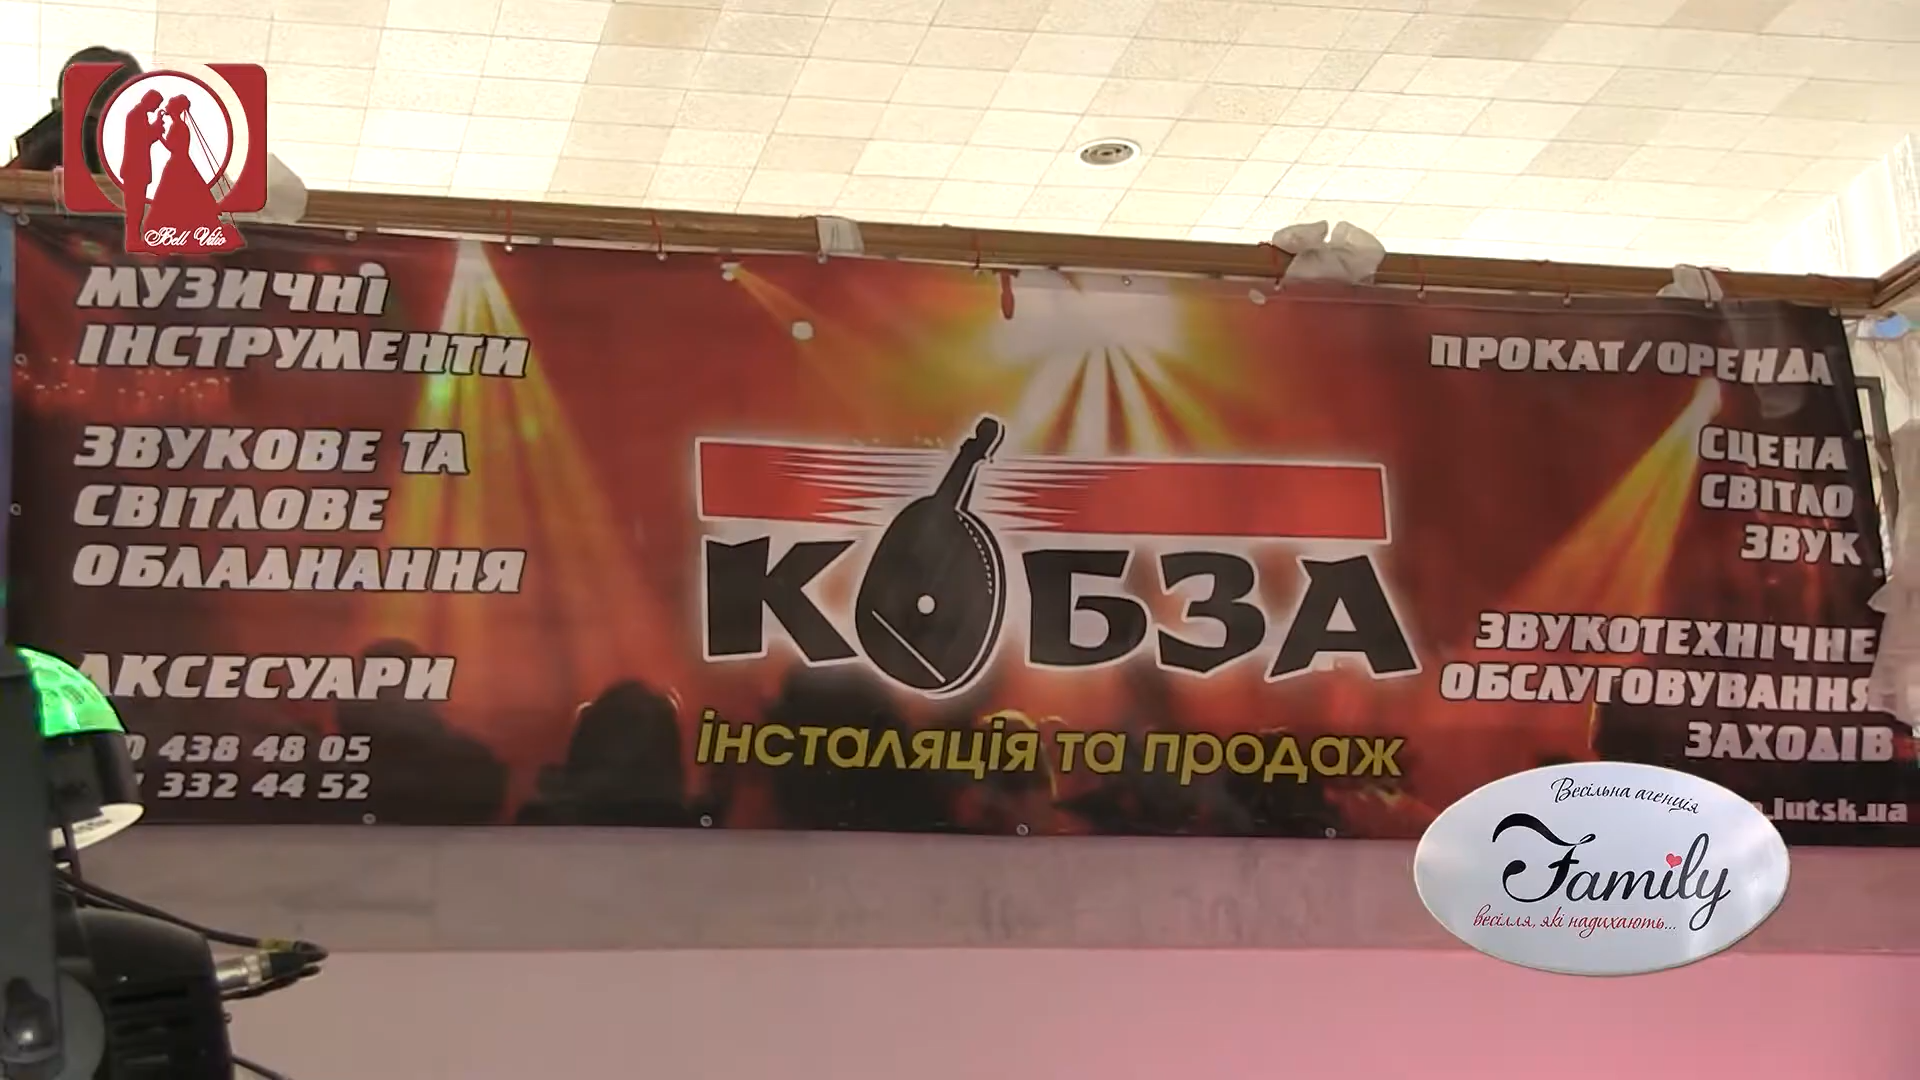 Bell Vidio
МУЗИЧНІ
ІНСТРУМЕНТИ
ЗВУКОВЕ ТА
СВІТЛОВЕ
ОБЛАДНАННЯ
АКСЕСУАРИ
0 438 48 05
332 44 52
КОБЗА
інсталяція та продаж
ПРОКАТ/ОРЕНДА
СЦЕНА
СВІТЛО
ЗВУК
ЗВУКОТЕХНІЧНЕ
ОБСЛУГОВУВАННЯ
ЗАХОДІВ
.lutsk.ua
Весільна агенція
Family
весілля, які надихають...